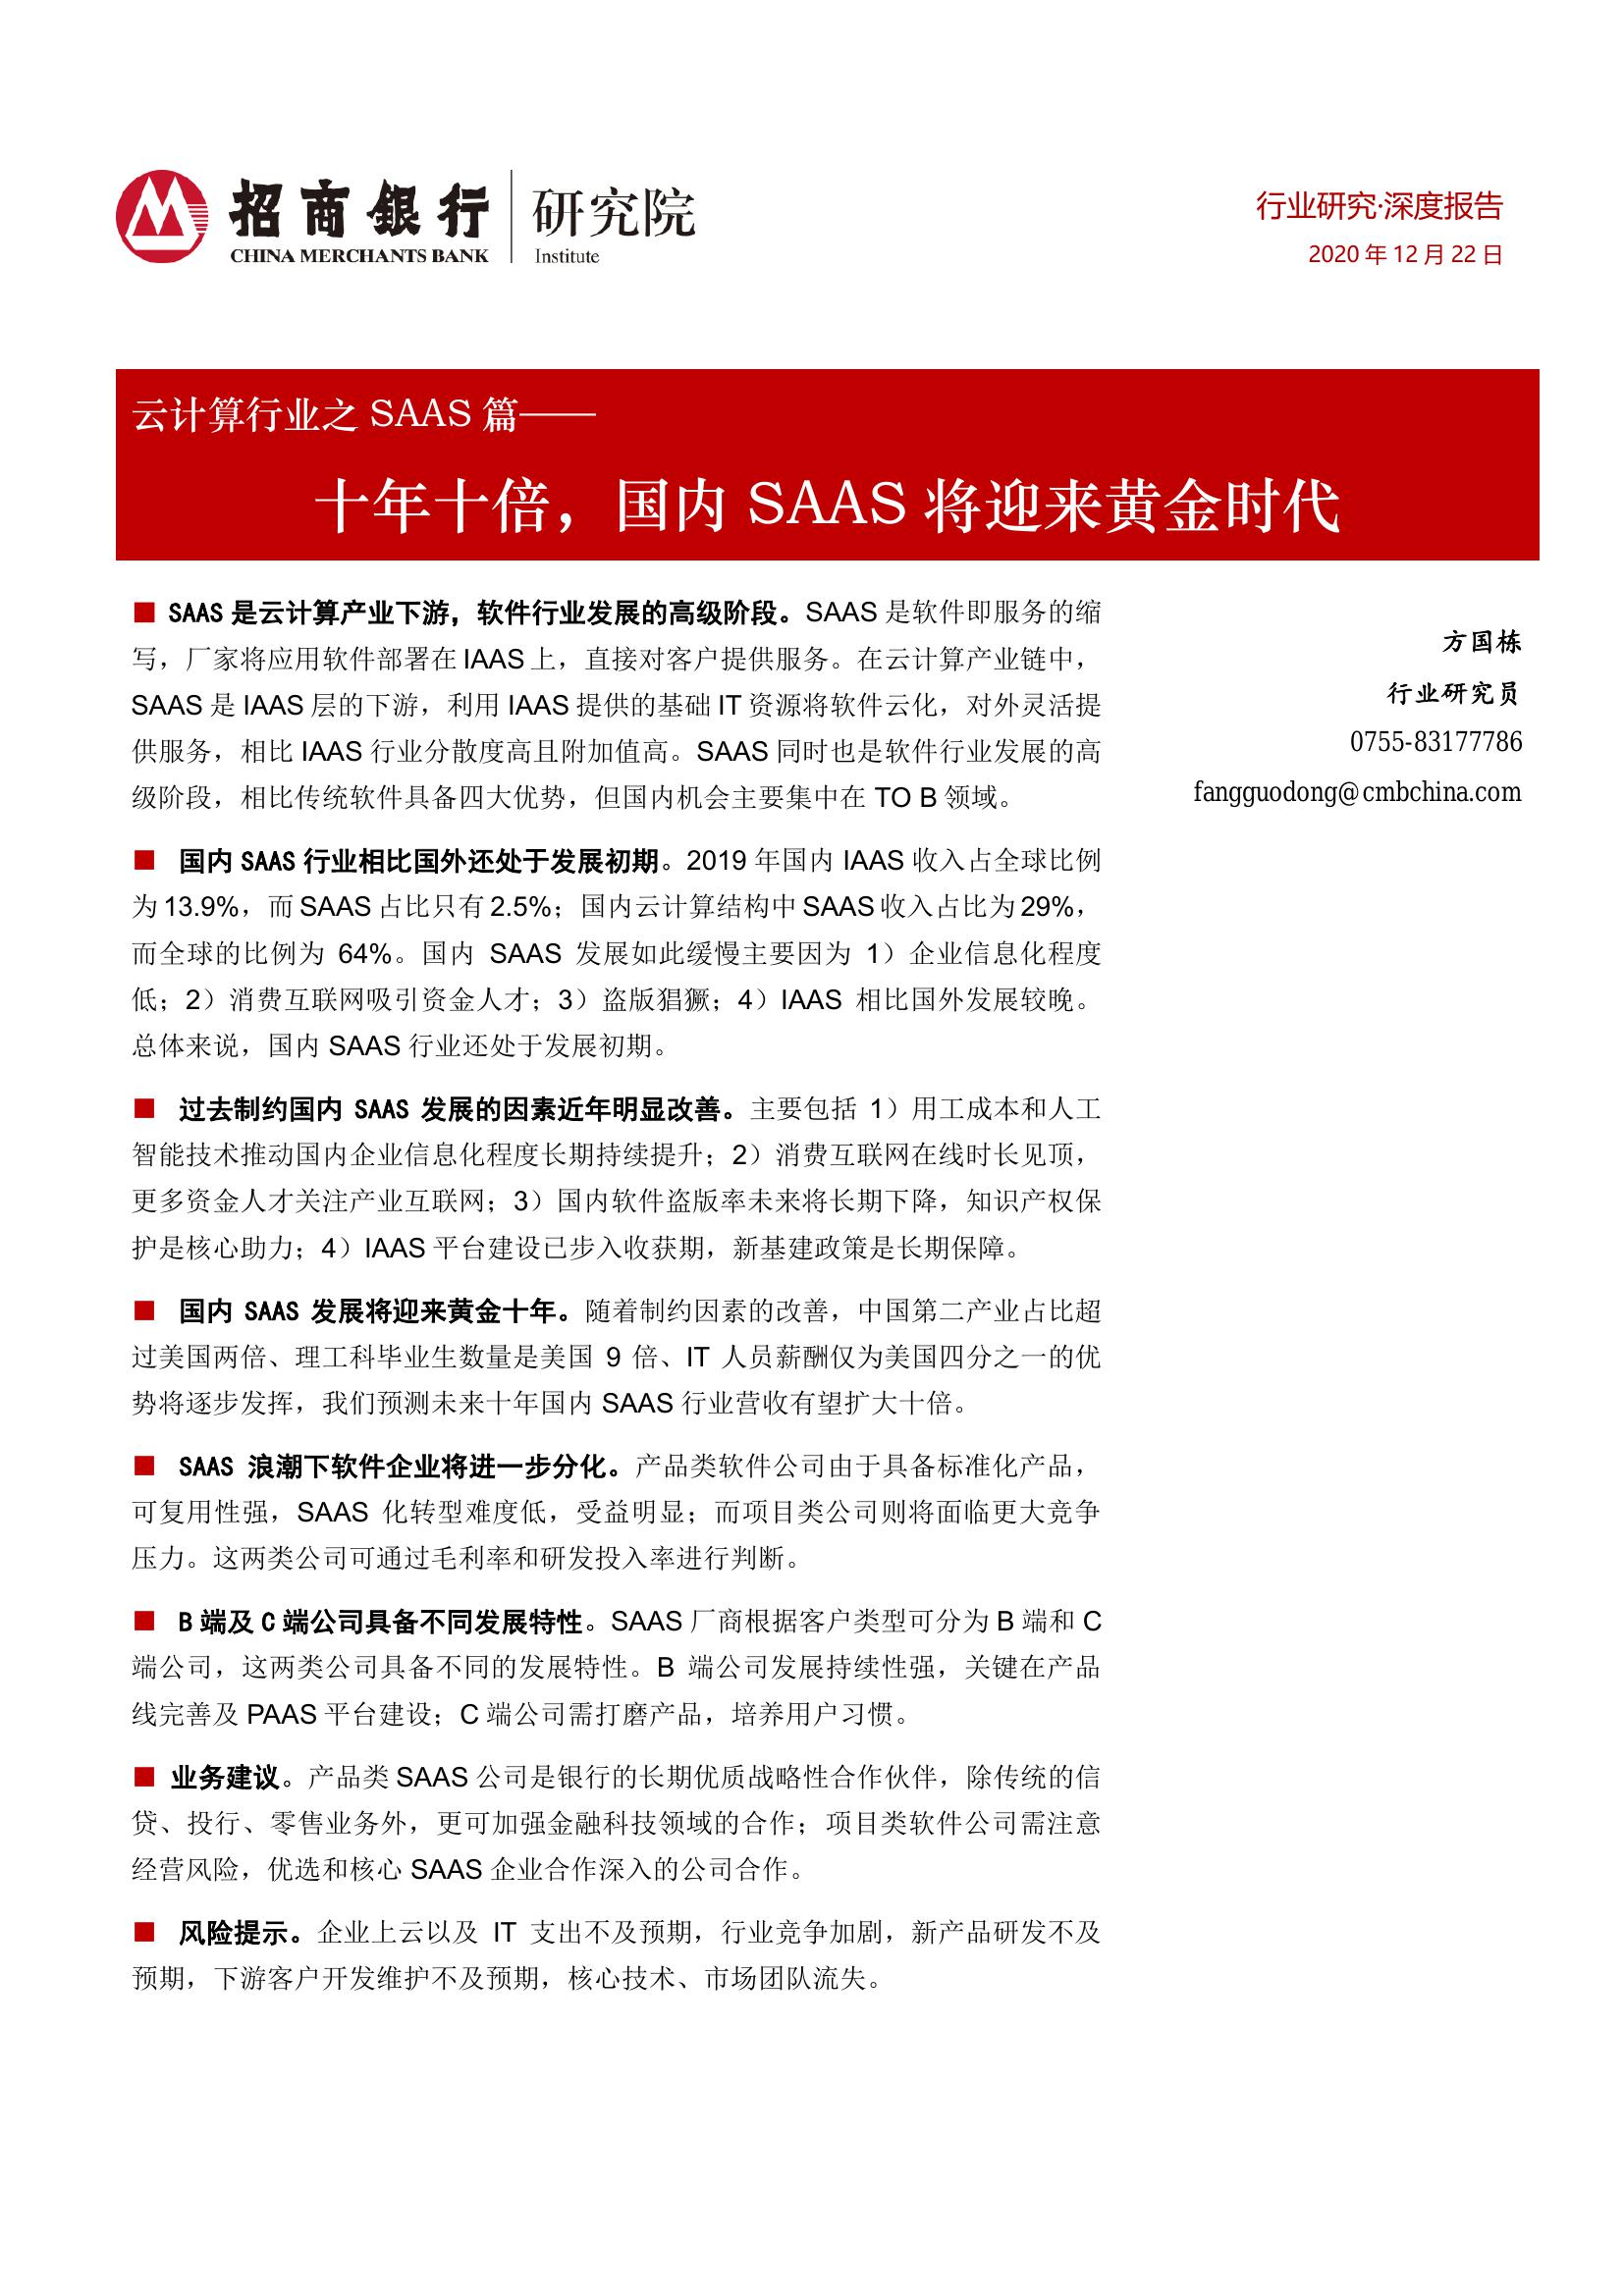 招商银行 研究院
CHINA MERCHANTS BANK Institute
行业研究·深度报告
2020 年 12 月 22 日
云计算行业之 SAAS 篇——
十年十倍，国内 SAAS 将迎来黄金时代
■ SAAS 是云计算产业下游，软件行业发展的高级阶段。SAAS 是软件即服务的缩
写，厂家将应用软件部署在 IAAS 上，直接对客户提供服务。在云计算产业链中，
SAAS 是 IAAS 层的下游，利用 IAAS 提供的基础 IT 资源将软件云化，对外灵活提
供服务，相比 IAAS 行业分散度高且附加值高。SAAS 同时也是软件行业发展的高
级阶段，相比传统软件具备四大优势，但国内机会主要集中在 TO B 领域。
■ 国内 SAAS 行业相比国外还处于发展初期。2019 年国内 IAAS 收入占全球比例
为 13.9%，而 SAAS 占比只有 2.5%；国内云计算结构中 SAAS 收入占比为 29%，
而全球的比例为 64%。国内 SAAS 发展如此缓慢主要因为 1）企业信息化程度
低；2）消费互联网吸引资金人才；3）盗版猖獗；4）IAAS 相比国外发展较晚。
总体来说，国内 SAAS 行业还处于发展初期。
■ 过去制约国内 SAAS 发展的因素近年明显改善。主要包括 1）用工成本和人工
智能技术推动国内企业信息化程度长期持续提升；2）消费互联网在线时长见顶，
更多资金人才关注产业互联网；3）国内软件盗版率未来将长期下降，知识产权保
护是核心助力；4）IAAS 平台建设已步入收获期，新基建政策是长期保障。
■ 国内 SAAS 发展将迎来黄金十年。随着制约因素的改善，中国第二产业占比超
过美国两倍、理工科毕业生数量是美国 9 倍、IT 人员薪酬仅为美国四分之一的优
势将逐步发挥，我们预测未来十年国内 SAAS 行业营收有望扩大十倍。
■ SAAS 浪潮下软件企业将进一步分化。产品类软件公司由于具备标准化产品，
可复用性强，SAAS 化转型难度低，受益明显；而项目类公司则将面临更大竞争
压力。这两类公司可通过毛利率和研发投入率进行判断。
■ B 端及 C 端公司具备不同发展特性。SAAS 厂商根据客户类型可分为 B 端和 C
端公司，这两类公司具备不同的发展特性。B 端公司发展持续性强，关键在产品
线完善及 PAAS 平台建设；C 端公司需打磨产品，培养用户习惯。
■ 业务建议。产品类 SAAS 公司是银行的长期优质战略性合作伙伴，除传统的信
贷、投行、零售业务外，更可加强金融科技领域的合作；项目类软件公司需注意
经营风险，优选和核心 SAAS 企业合作深入的公司合作。
■ 风险提示。企业上云以及 IT 支出不及预期，行业竞争加剧，新产品研发不及
预期，下游客户开发维护不及预期，核心技术、市场团队流失。
方国栋
行业研究员
0755-83177786
fangguodong@cmbchina.com